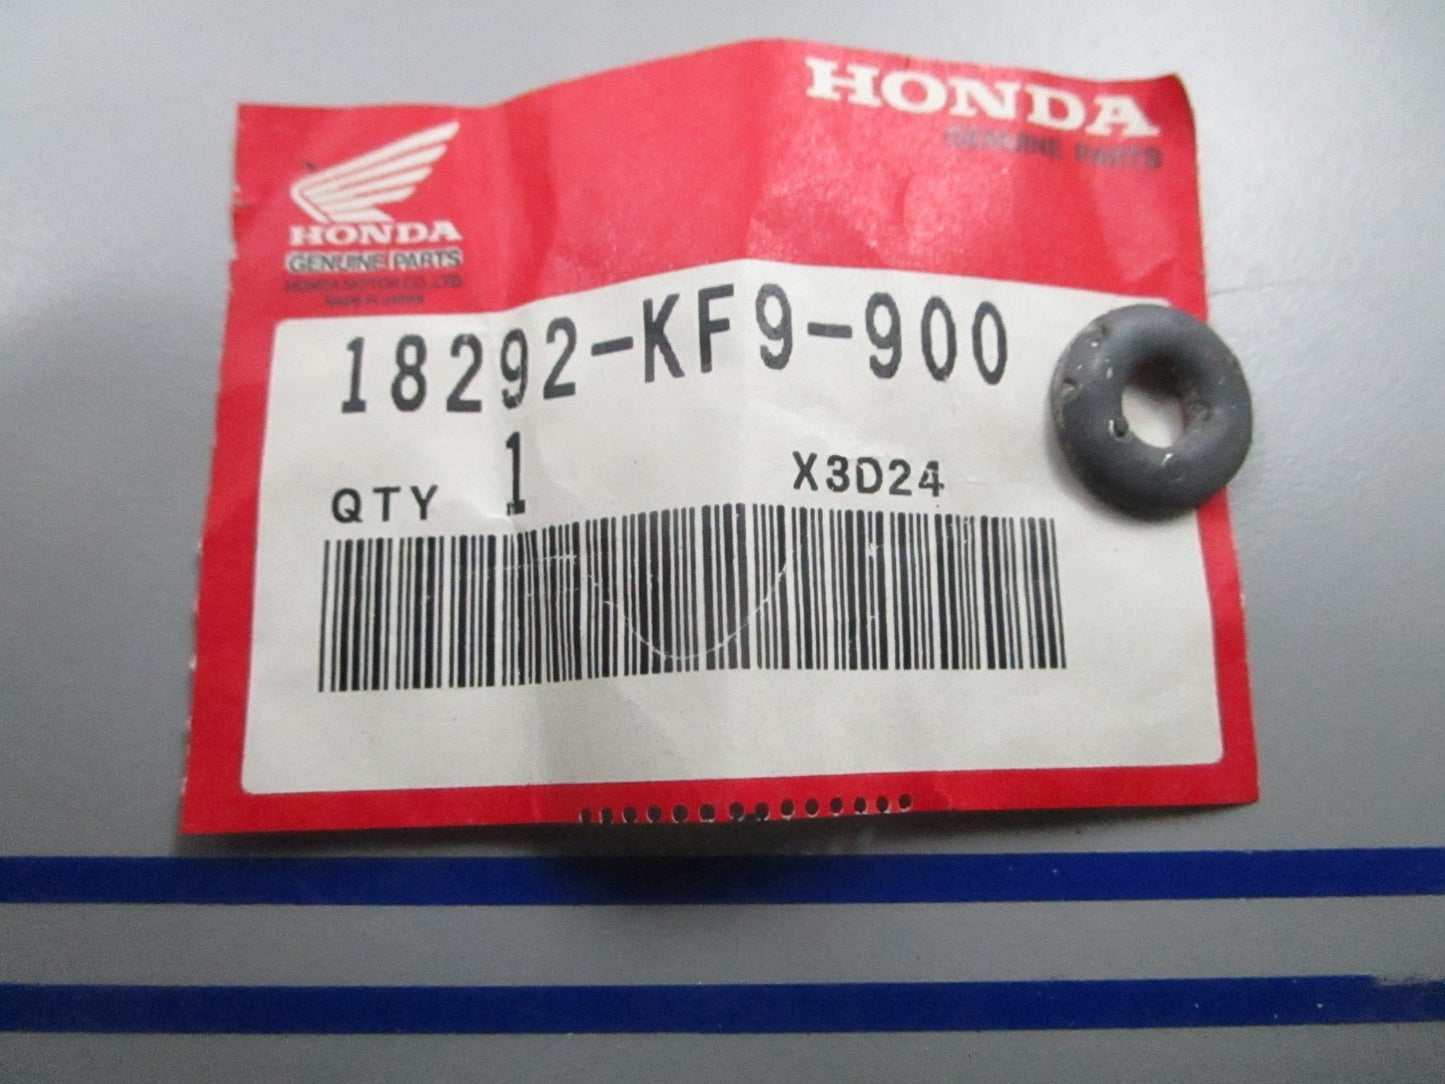 HONDA
GENUINE PARTS
HONDA
GENUINE PARTS
HONDA MOTOR CO., LTD.
MADE IN JAPAN
18292-KF9-900
QTY 1 X3D24